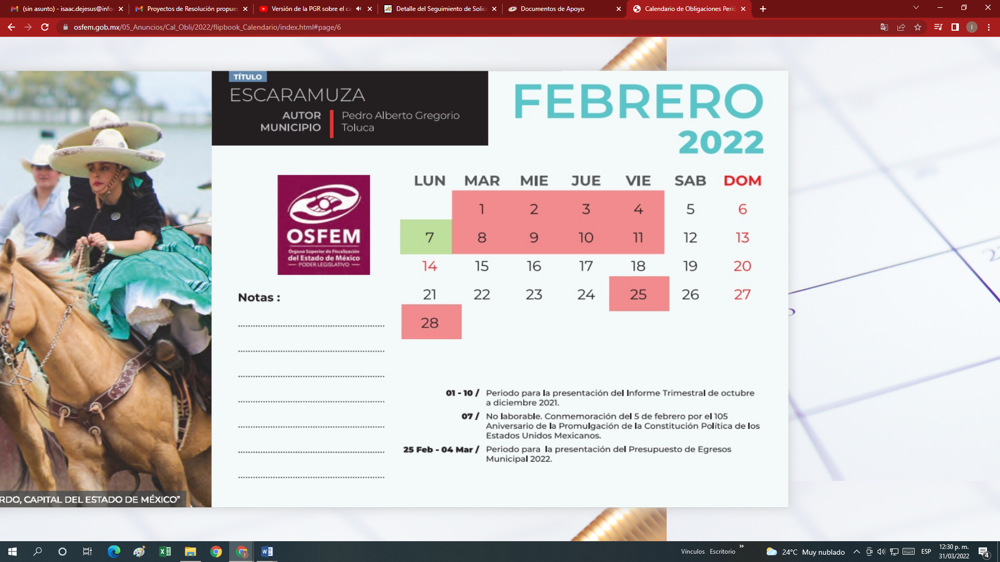 (sin asunto) - isaac.dejesus@info
Proyectos de Resolución propues
Versión de la PGR sobre el ca
Detalle del Seguimiento de Solici
Documentos de Apoyo
Calendario de Obligaciones Perió
osfem.gob.mx/05_Anuncios/Cal_Obli/2022/flipbook_Calendario/index.html#page/6
I
TÍTULO
ESCARAMUZA
AUTOR Pedro Alberto Gregorio
MUNICIPIO Toluca
FEBRERO
2022
OSFEM
Órgano Superior de Fiscalización
del Estado de México
PODER LEGISLATIVO
LUN MAR MIE JUE VIE SAB DOM
1 2 3 4 5 6
7 8 9 10 11 12 13
14 15 16 17 18 19 20
21 22 23 24 25 26 27
28
Notas :
01 - 10 / Periodo para la presentación del Informe Trimestral de octubre
a diciembre 2021.
07 / No laborable. Conmemoración del 5 de febrero por el 105
Aniversario de la Promulgación de la Constitución Política de los
Estados Unidos Mexicanos.
25 Feb - 04 Mar / Periodo para la presentación del Presupuesto de Egresos
Municipal 2022.
RDO, CAPITAL DEL ESTADO DE MÉXICO”
Vínculos Escritorio » 24°C Muy nublado ESP 12:30 p. m.
31/03/2022
4